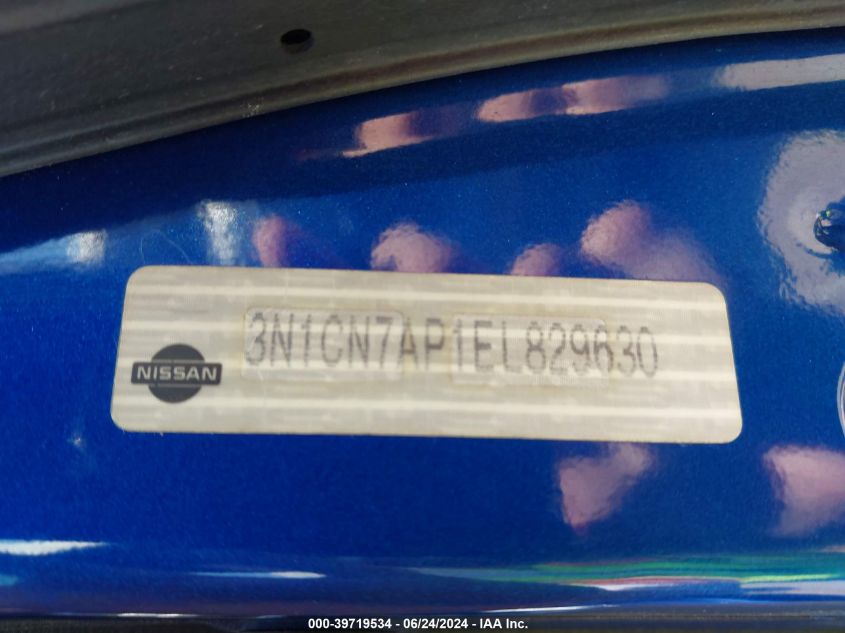 3N1CN7AP1EL829630
NISSAN
000-39719534 - 06/24/2024 - IAA Inc.